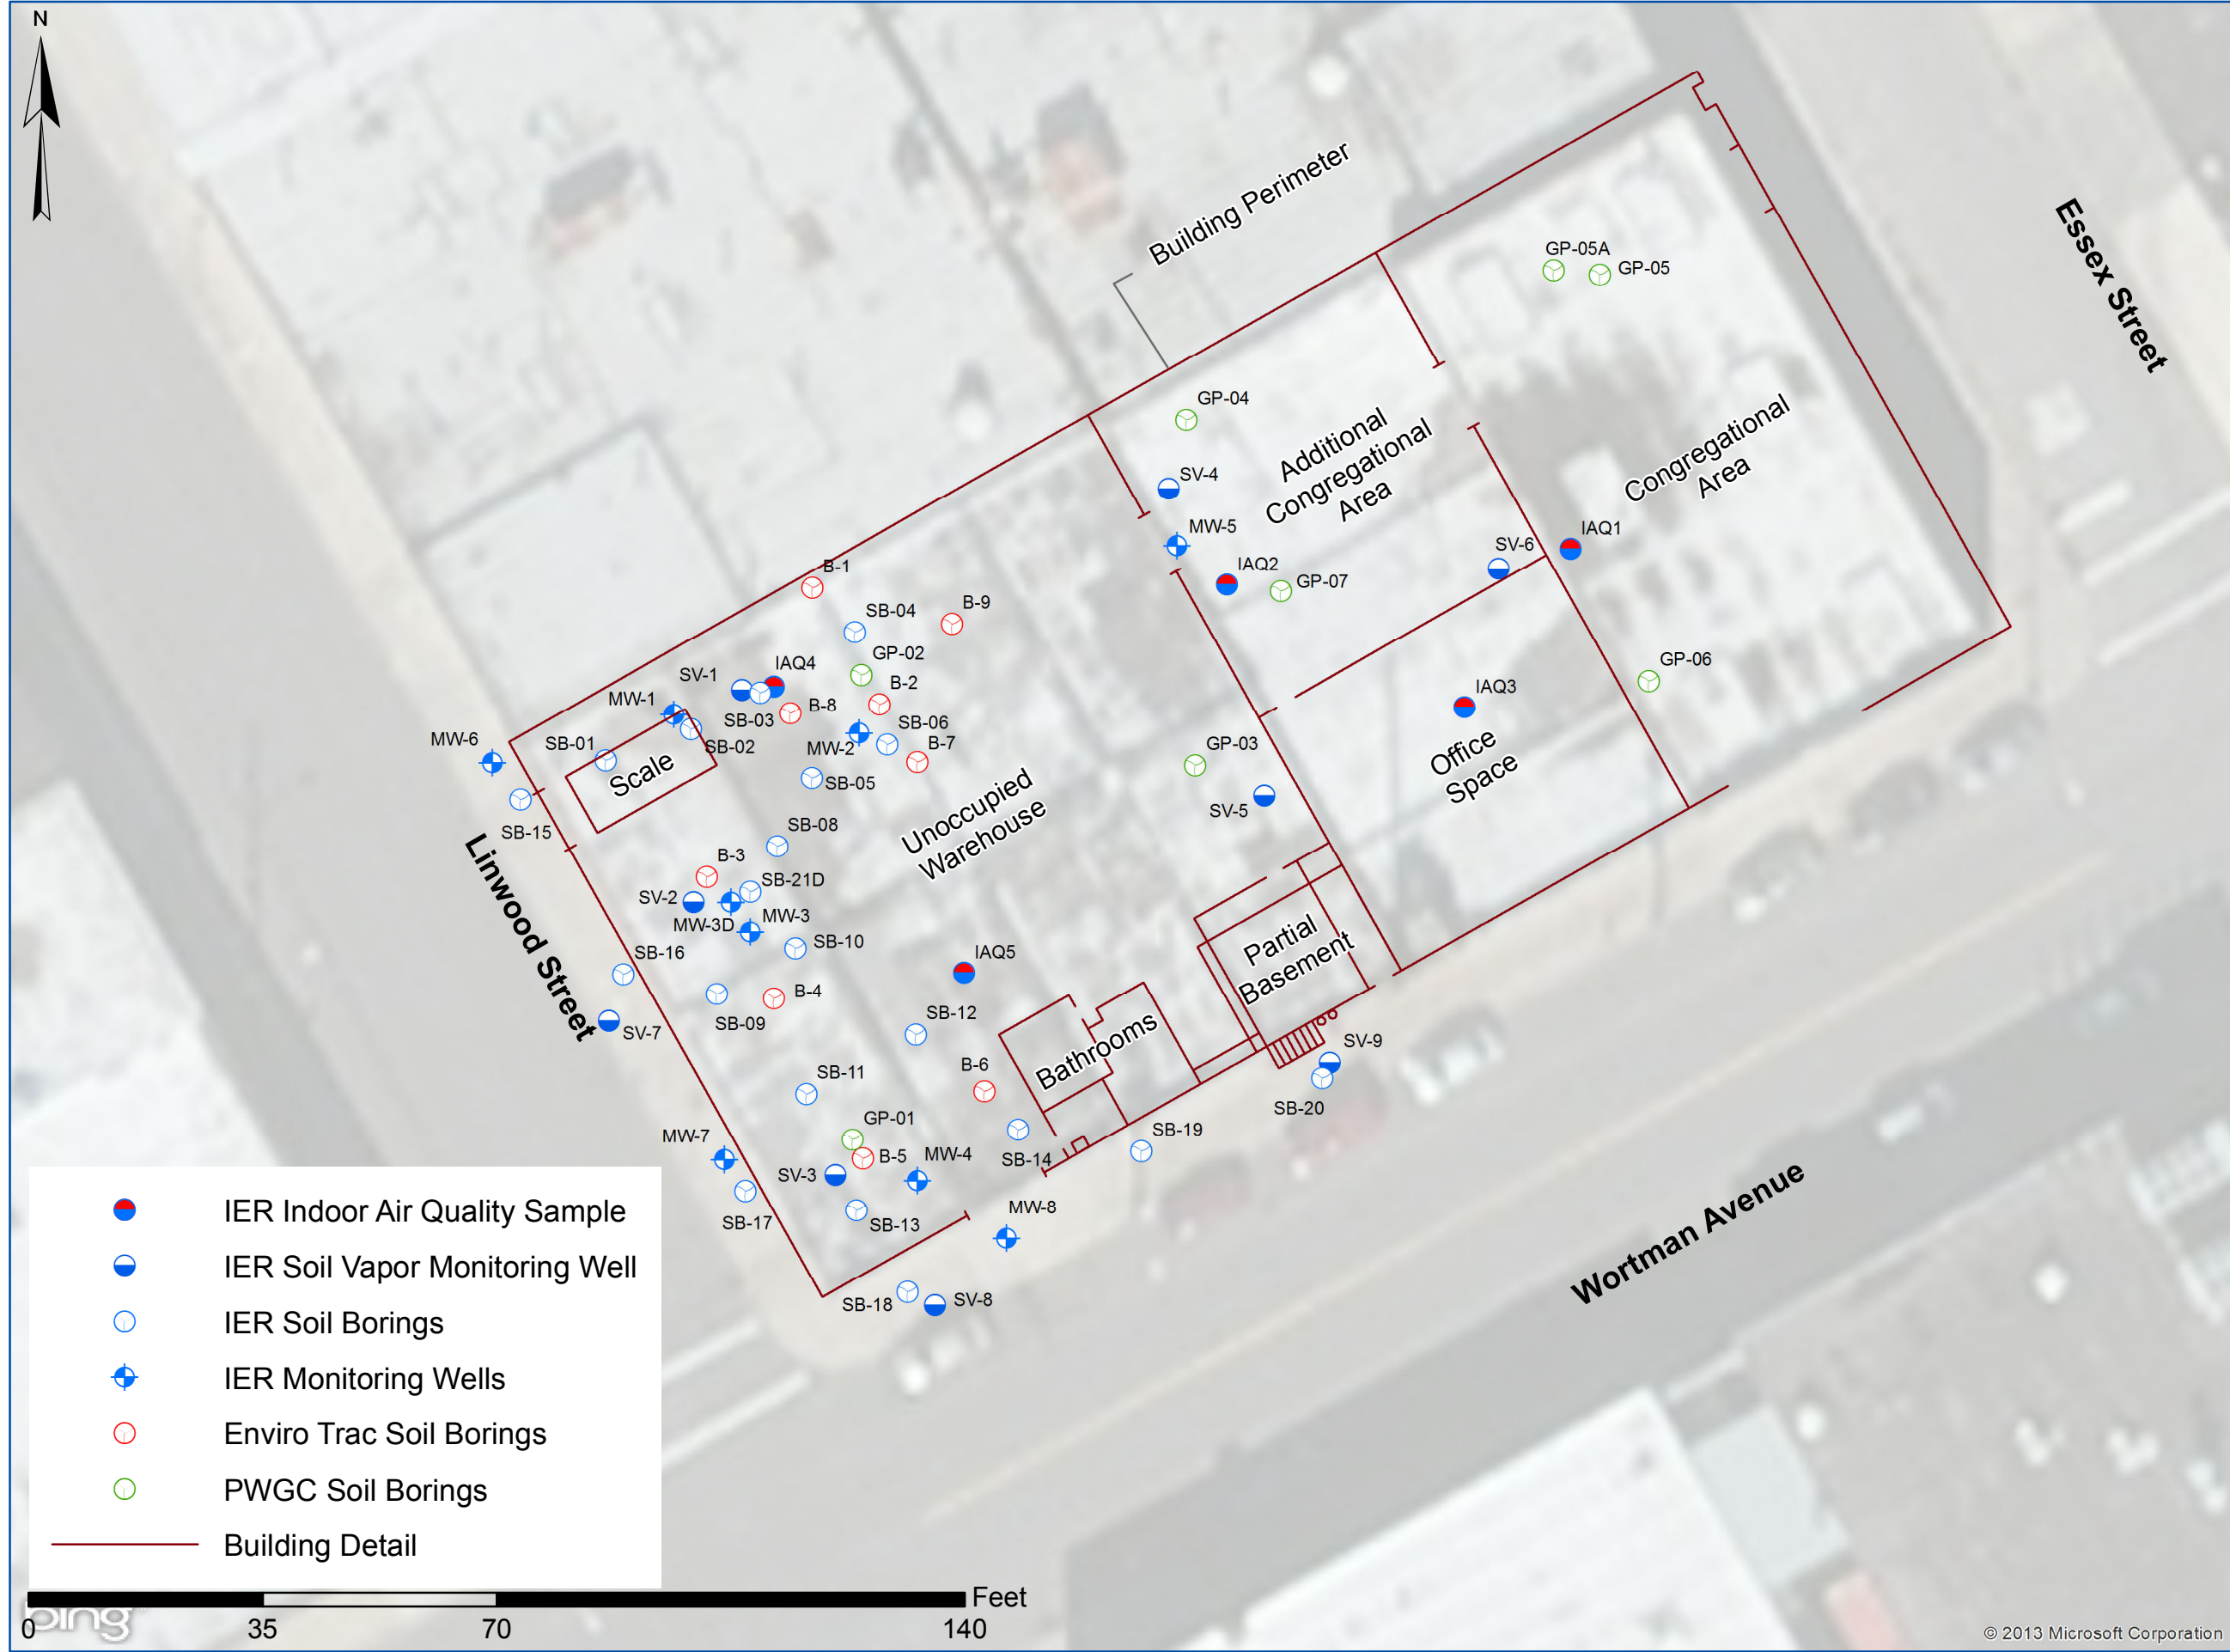 N
Building Perimeter
Essex Street
GP-05A
GP-05
GP-04
Additional
Congregational
Area
Congregational
Area
SV-4
MW-5
IAQ2
GP-07
SV-6
IAQ1
B-1
SB-04
B-9
GP-02
IAQ4
SV-1
B-2
MW-1
SB-03
B-8
SB-06
MW-2
B-7
SB-02
SB-01
MW-6
Scale
SB-05
SB-15
GP-06
IAQ3
Office
Space
GP-03
SV-5
Unoccupied
Warehouse
SB-08
Linwood Street
B-3
SB-21D
SV-2
MW-3D
MW-3
SB-10
SB-16
IAQ5
B-4
SB-09
SV-7
SB-12
Partial
Basement
Bathrooms
SV-9
SB-20
B-6
SB-11
GP-01
SB-19
MW-7
B-5
MW-4
SB-14
SV-3
SB-17
SB-13
MW-8
SB-18
SV-8
Wortman Avenue
IER Indoor Air Quality Sample
IER Soil Vapor Monitoring Well
IER Soil Borings
IER Monitoring Wells
Enviro Trac Soil Borings
PWGC Soil Borings
Building Detail
Feet
bing
0 35 70 140
© 2013 Microsoft Corporation